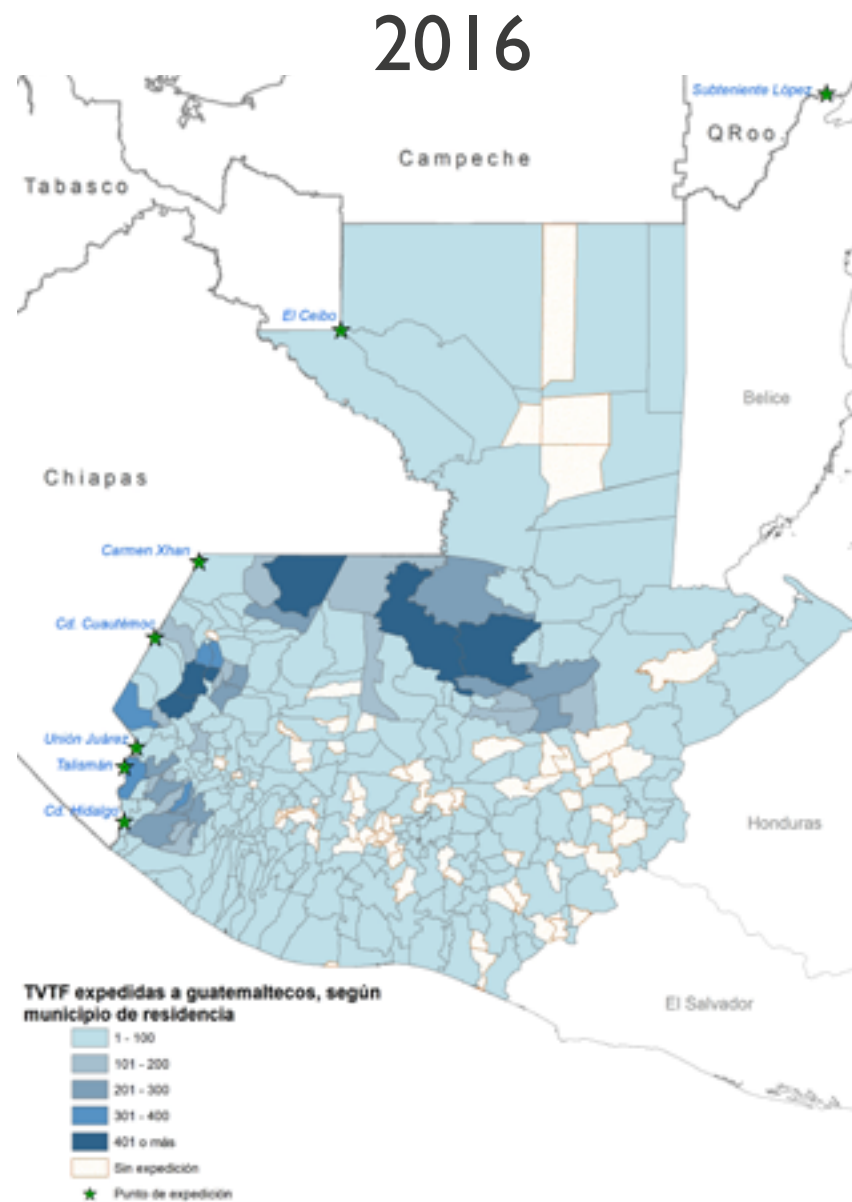 2016
Subteniente López
QRoo
Campeche
Tabasco
El Ceibo
Belice
Chiapas
Carmen Xhan
Cd. Cuautémoc
Unión Juárez
Talismán
Cd. Hidalgo
Honduras
El Salvador
TVTF expedidas a guatemaltecos, según
municipio de residencia
1 - 100
101 - 200
201 - 300
301 - 400
401 o más
Sin expedición
Punto de expedición